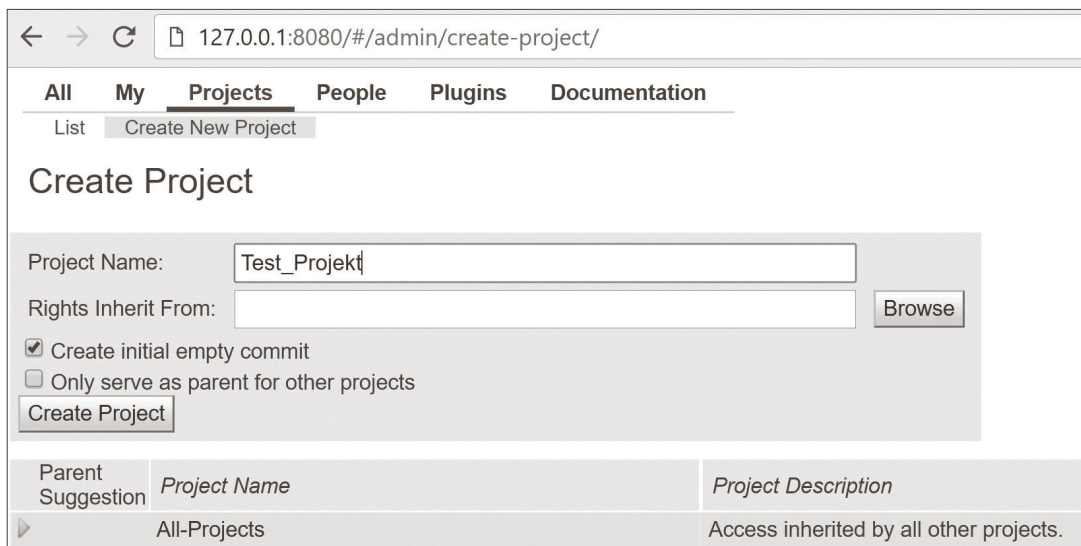 127.0.0.1:8080/#/admin/create-project/
All My Projects People Plugins Documentation
List Create New Project
Create Project
Project Name: Test_Projekt
Rights Inherit From: Browse
Create initial empty commit
Only serve as parent for other projects
Create Project
Parent Suggestion Project Name Project Description
All-Projects Access inherited by all other projects.